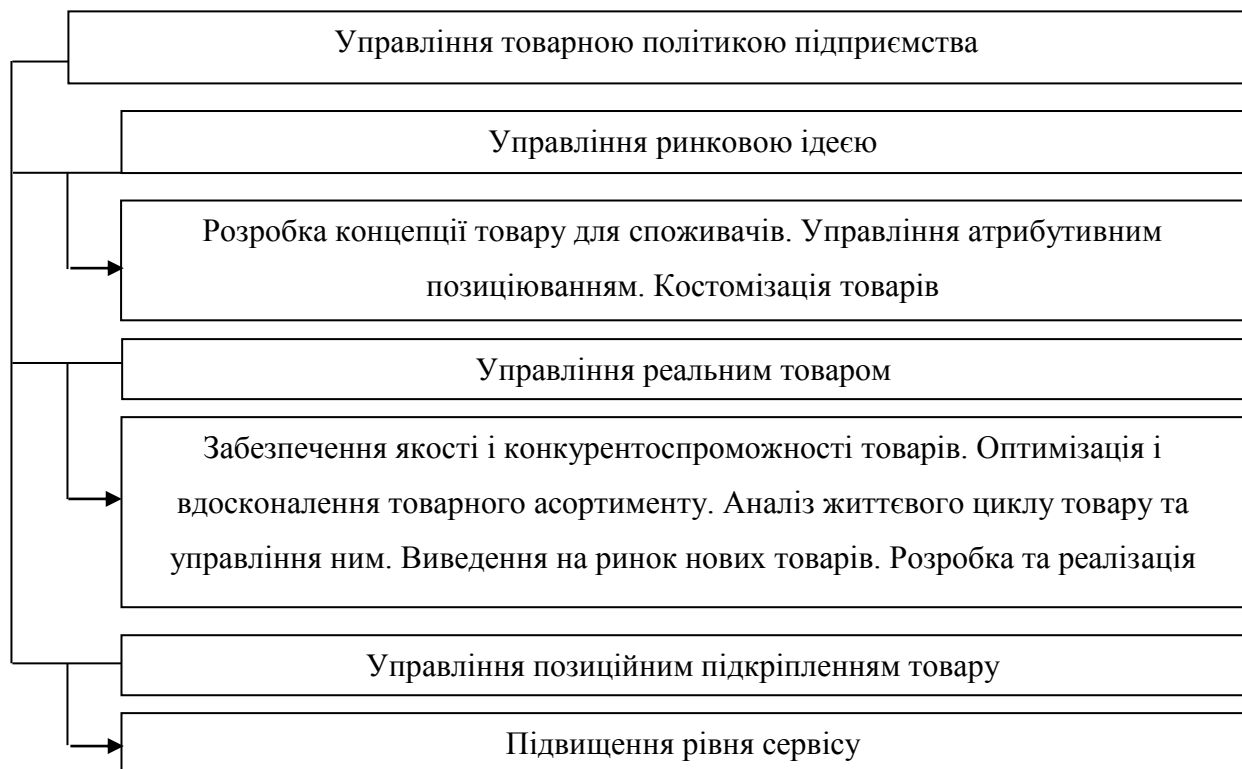 Управління товарною політикою підприємства
Управління ринковою ідеєю
Розробка концепції товару для споживачів. Управління атрибутивним
позиціюванням. Костомізація товарів
Управління реальним товаром
Забезпечення якості і конкурентоспроможності товарів. Оптимізація і
вдосконалення товарного асортименту. Аналіз життєвого циклу товару та
управління ним. Виведення на ринок нових товарів. Розробка та реалізація
Управління позиційним підкріпленням товару
Підвищення рівня сервісу